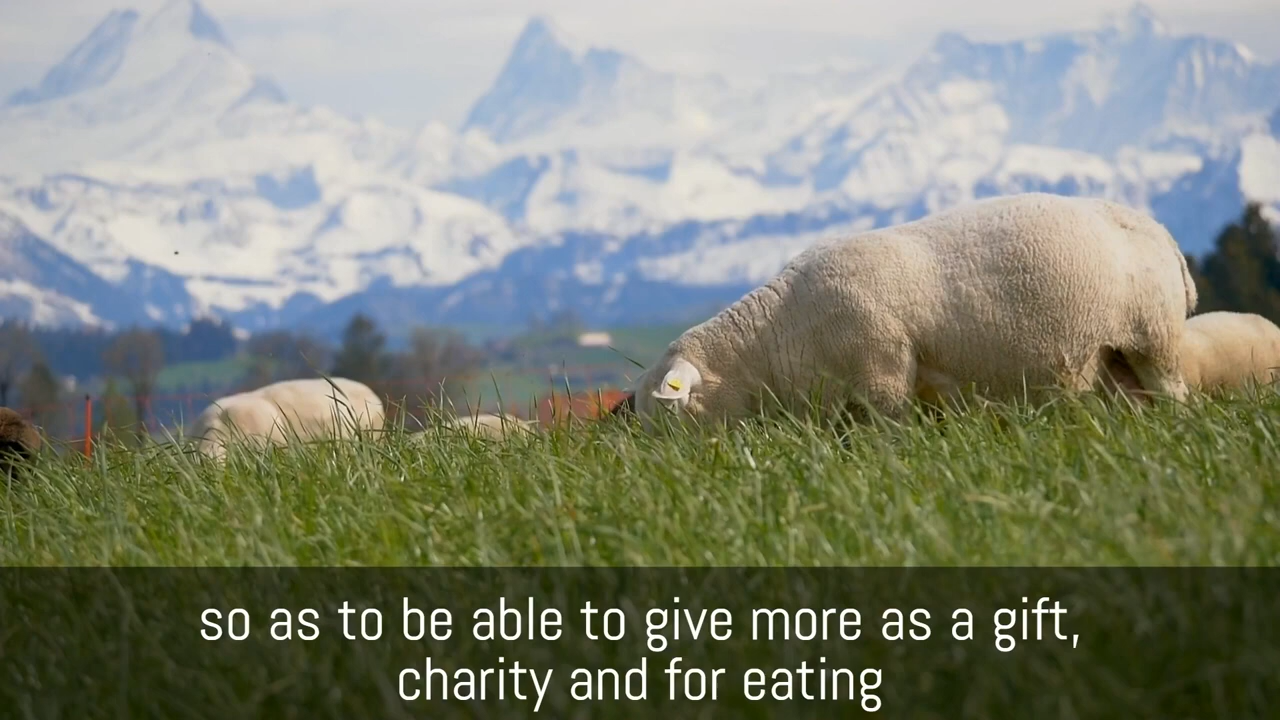 so as to be able to give more as a gift,
charity and for eating